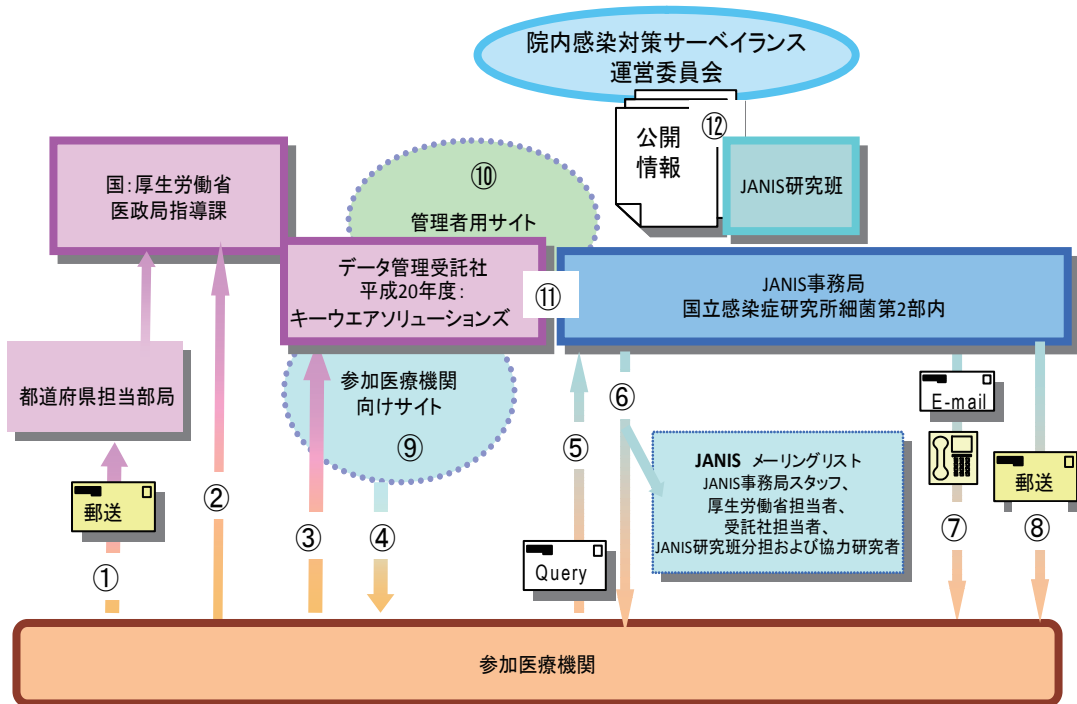 院内感染対策サーベイランス
運営委員会
公開
情報
⑫
JANIS研究班
国:厚生労働省
医政局指導課
⑩
管理者用サイト
データ管理受託社
平成20年度:
キーウエアソリューションズ
⑪
JANIS事務局
国立感染症研究所細菌第2部内
都道府県担当部局
参加医療機関
向けサイト
⑨
郵送
①
②
③
④
⑤
Query
⑥
JANIS メーリングリスト
JANIS事務局スタッフ、
厚生労働省担当者、
受託社担当者、
JANIS研究班分担および協力研究者
E-mail
⑦
郵送
⑧
参加医療機関